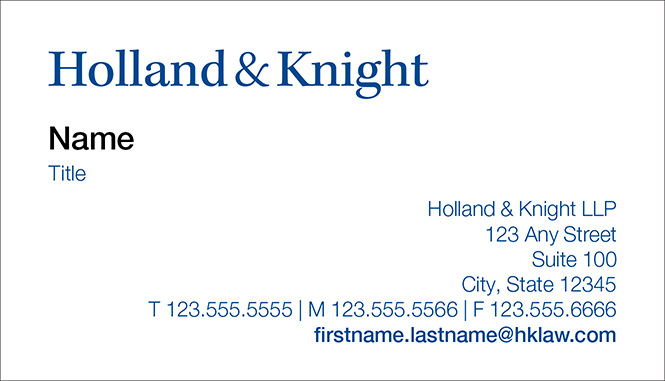 Holland & Knight
Name
Title
Holland & Knight LLP
123 Any Street
Suite 100
City, State 12345
T 123.555.5555 | M 123.555.5566 | F 123.555.6666
firstname.lastname@hklaw.com